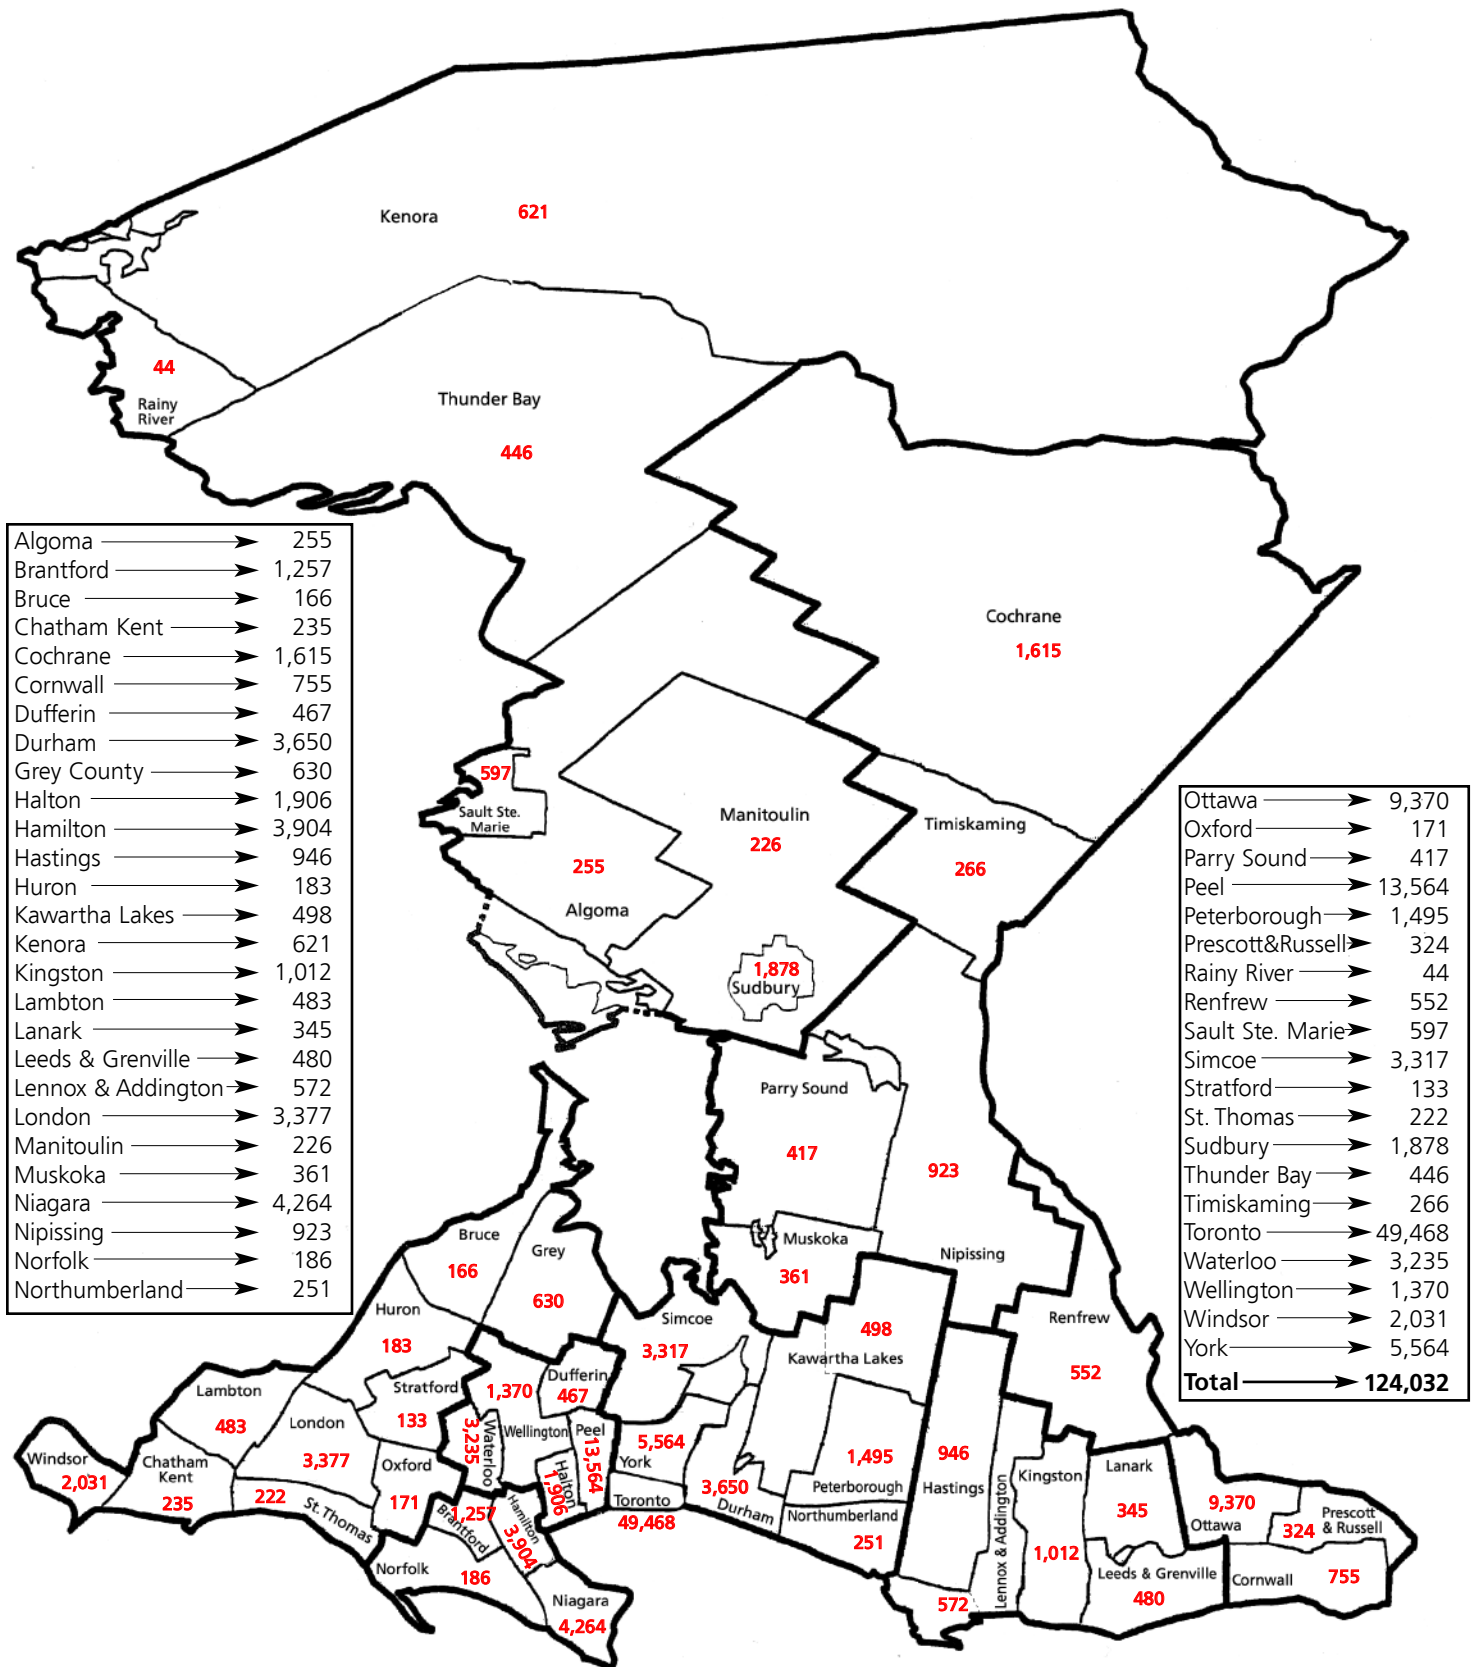 Kenora 621
44
Rainy
River
Thunder Bay
446
Algoma 255
Brantford 1,257
Bruce 166
Chatham Kent 235
Cochrane 1,615
Cornwall 755
Dufferin 467
Durham 3,650
Grey County 630
Halton 1,906
Hamilton 3,904
Hastings 946
Huron 183
Kawartha Lakes 498
Kenora 621
Kingston 1,012
Lambton 483
Lanark 345
Leeds & Grenville 480
Lennox & Addington 572
London 3,377
Manitoulin 226
Muskoka 361
Niagara 4,264
Nipissing 923
Norfolk 186
Northumberland 251
Cochrane
1,615
597
Sault Ste.
Marie
Manitoulin
226
Timiskaming
266
255
Algoma
1,878
Sudbury
Ottawa 9,370
Oxford 171
Parry Sound 417
Peel 13,564
Peterborough 1,495
Prescott&Russell 324
Rainy River 44
Renfrew 552
Sault Ste. Marie 597
Simcoe 3,317
Stratford 133
St. Thomas 222
Sudbury 1,878
Thunder Bay 446
Timiskaming 266
Toronto 49,468
Waterloo 3,235
Wellington 1,370
Windsor 2,031
York 5,564
Total 124,032
Parry Sound
417
923
Nipissing
Muskoka
361
Bruce
166
Grey
630
Huron
183
Simcoe
3,317
498
Kawartha Lakes
Renfrew
552
Lambton
483
London
3,377
Stratford
133
1,370
Wellington
Dufferin
467
3,235
Waterloo
Peel
13,564
Halton
1,906
5,564
York
Toronto
49,468
3,650
Durham
1,495
Peterborough
Northumberland
251
946
Hastings
Lennox & Addington
572
Kingston
1,012
Lanark
345
Leeds & Grenville
480
9,370
Ottawa
Prescott
& Russell
324
Cornwall 755
Windsor
2,031
Chatham
Kent
235
222
St. Thomas
Oxford
171
1,257
Brantford
Hamilton
3,904
Norfolk
186
Niagara
4,264